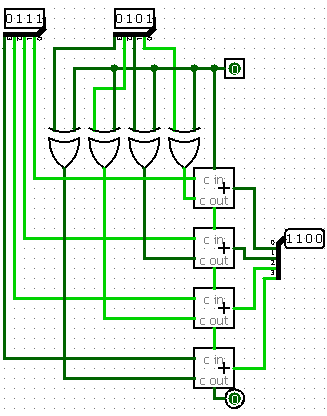 0111 0101
0
c in
+
c out
c in
+
c out
1100
c in
+
c out
c in
+
c out
0